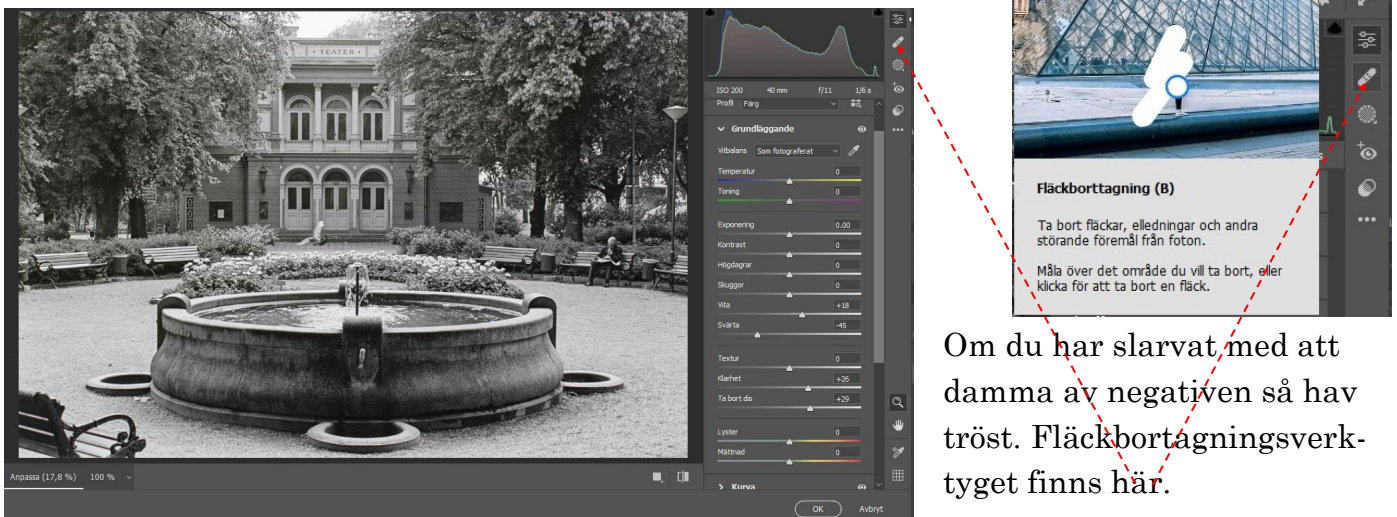 TEATER
ISO 200 40 mm f/11 1/6 s
Profil Färg
Grundläggande
Vitbalans Som fotograferat
Temperatur 0
Toning 0
Exponering 0.00
Kontrast 0
Högdagrar 0
Skuggor 0
Vita +18
Svärta -45
Textur 0
Klarhet +26
Ta bort dis +29
Lyster 0
Mättnad 0
Kurva
Anpassa (17,8 %) 100 %
OK Avbryt
Fläckborttagning (B)
Ta bort fläckar, elledningar och andra
störande föremål från foton.
Måla över det område du vill ta bort, eller
klicka för att ta bort en fläck.
Om du har slarvat med att
damma av negativen så hav
tröst. Fläckbortagningsverk-
tyget finns här.